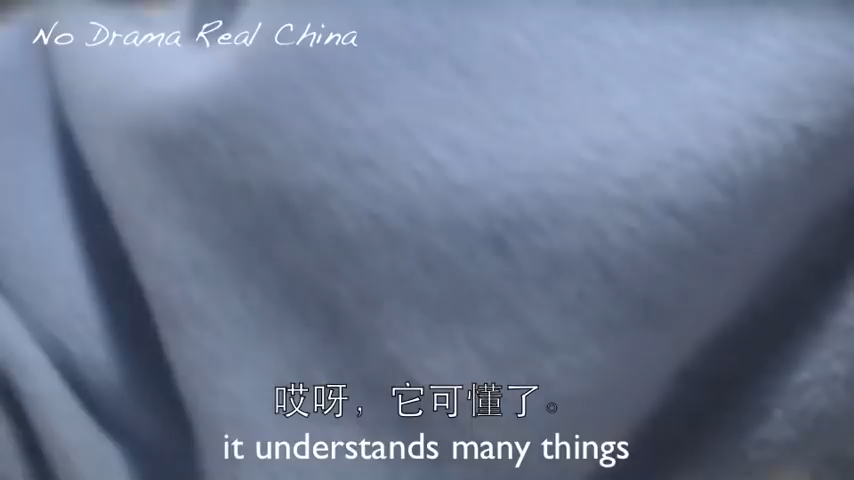 No Drama Real China
哎呀，它可懂了。
it understands many things